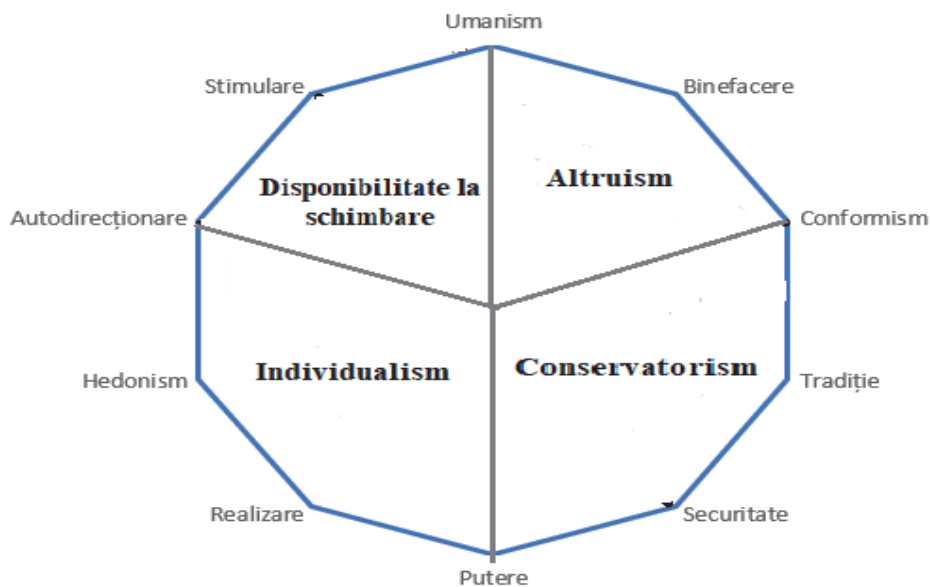 Umanism
Stimulare
Binefacere
Disponibilitate la
schimbare
Altruism
Autodirecționare
Conformism
Individualism
Conservatorism
Hedonism
Tradiție
Realizare
Securitate
Putere